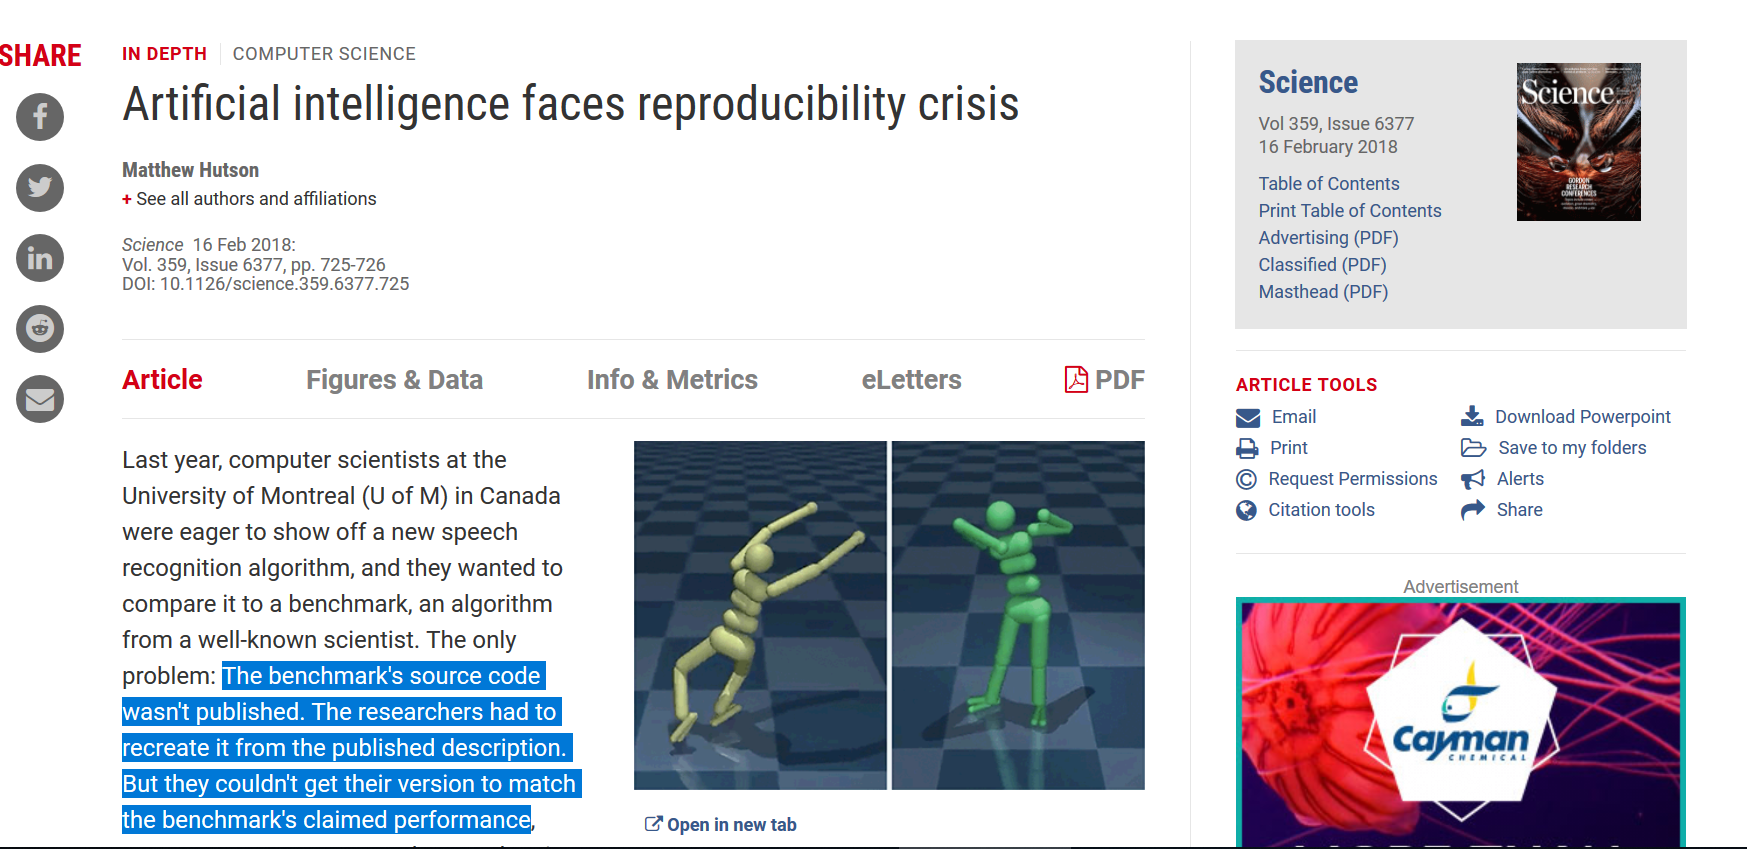 SHARE
IN DEPTH COMPUTER SCIENCE
Artificial intelligence faces reproducibility crisis
Matthew Hutson
+ See all authors and affiliations
Science 16 Feb 2018:
Vol. 359, Issue 6377, pp. 725-726
DOI: 10.1126/science.359.6377.725
Article Figures & Data Info & Metrics eLetters PDF
Last year, computer scientists at the
University of Montreal (U of M) in Canada
were eager to show off a new speech
recognition algorithm, and they wanted to
compare it to a benchmark, an algorithm
from a well-known scientist. The only
problem: The benchmark's source code
wasn't published. The researchers had to
recreate it from the published description.
But they couldn't get their version to match
the benchmark's claimed performance,
Open in new tab
Science
Vol 359, Issue 6377
16 February 2018
Table of Contents
Print Table of Contents
Advertising (PDF)
Classified (PDF)
Masthead (PDF)
Science
GORDON
RESEARCH
CONFERENCES
ARTICLE TOOLS
Email
Download Powerpoint
Print
Save to my folders
Request Permissions
Alerts
Citation tools
Share
Advertisement
Cayman
CHEMICAL